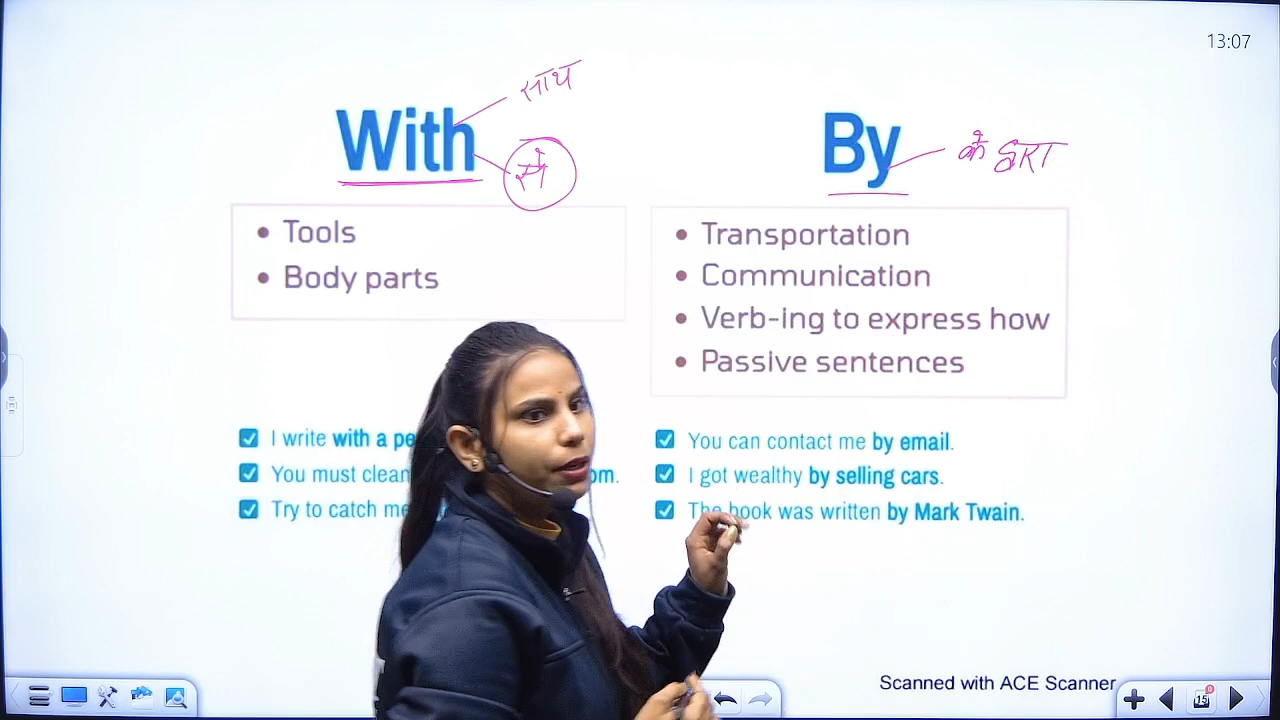 13:07
With
साथ
से
By
के द्वारा
• Tools
• Body parts
• Transportation
• Communication
• Verb-ing to express how
• Passive sentences
I write with a
You must clean
Try to catch me
You can contact me by email.
I got wealthy by selling cars.
The book was written by Mark Twain.
Scanned with ACE Scanner
15